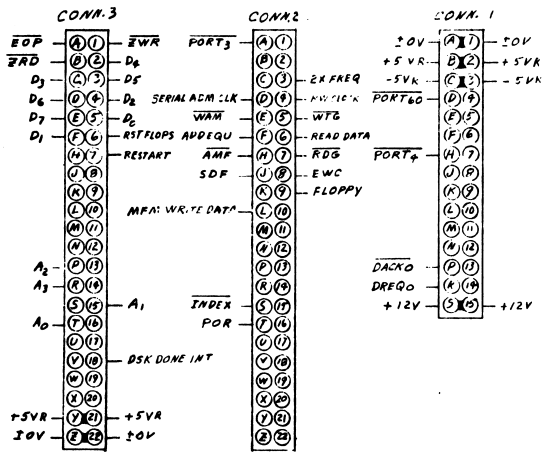 CONN. 3
EOP A 1 ZWR
ZRD B 2 D4
D3 C 3 D5
D6 D 4 D2
D7 E 5 D0
D1 F 6 RST FLOPS
H 7 RESTART
J 8
K 9
L 10
M 11
N 12
A2 P 13
A3 R 14
S 15 A1
A0 T 16
U 17
V 18 DSK DONE INT
W 19
X 20
+5VR Y 21 +5VR
±0V Z 22 ±0V
CONN. 2
PORT3 A 1
B 2
C 3 2X FREQ
SERIAL ADM CLK D 4
WAM E 5 WTG
ADDEQU F 6 READ DATA
AMF H 7 RDG
SDF J 8 EWC
K 9 FLOPPY
MFM WRITE DATA L 10
M 11
N 12
P 13
R 14
INDEX S 15
POR T 16
U 17
V 18
W 19
X 20
Y 21
Z 22
CONN. 1
±0V A 1 ±0V
+5VR B 2 +5VR
-5VR C 3 -5VR
PORT60 D 4
E 5
F 6
PORT4 H 7
J 8
K 9
L 10
M 11
N 12
DACK0 P 13
DREQ0 R 14
+12V S 15 +12V